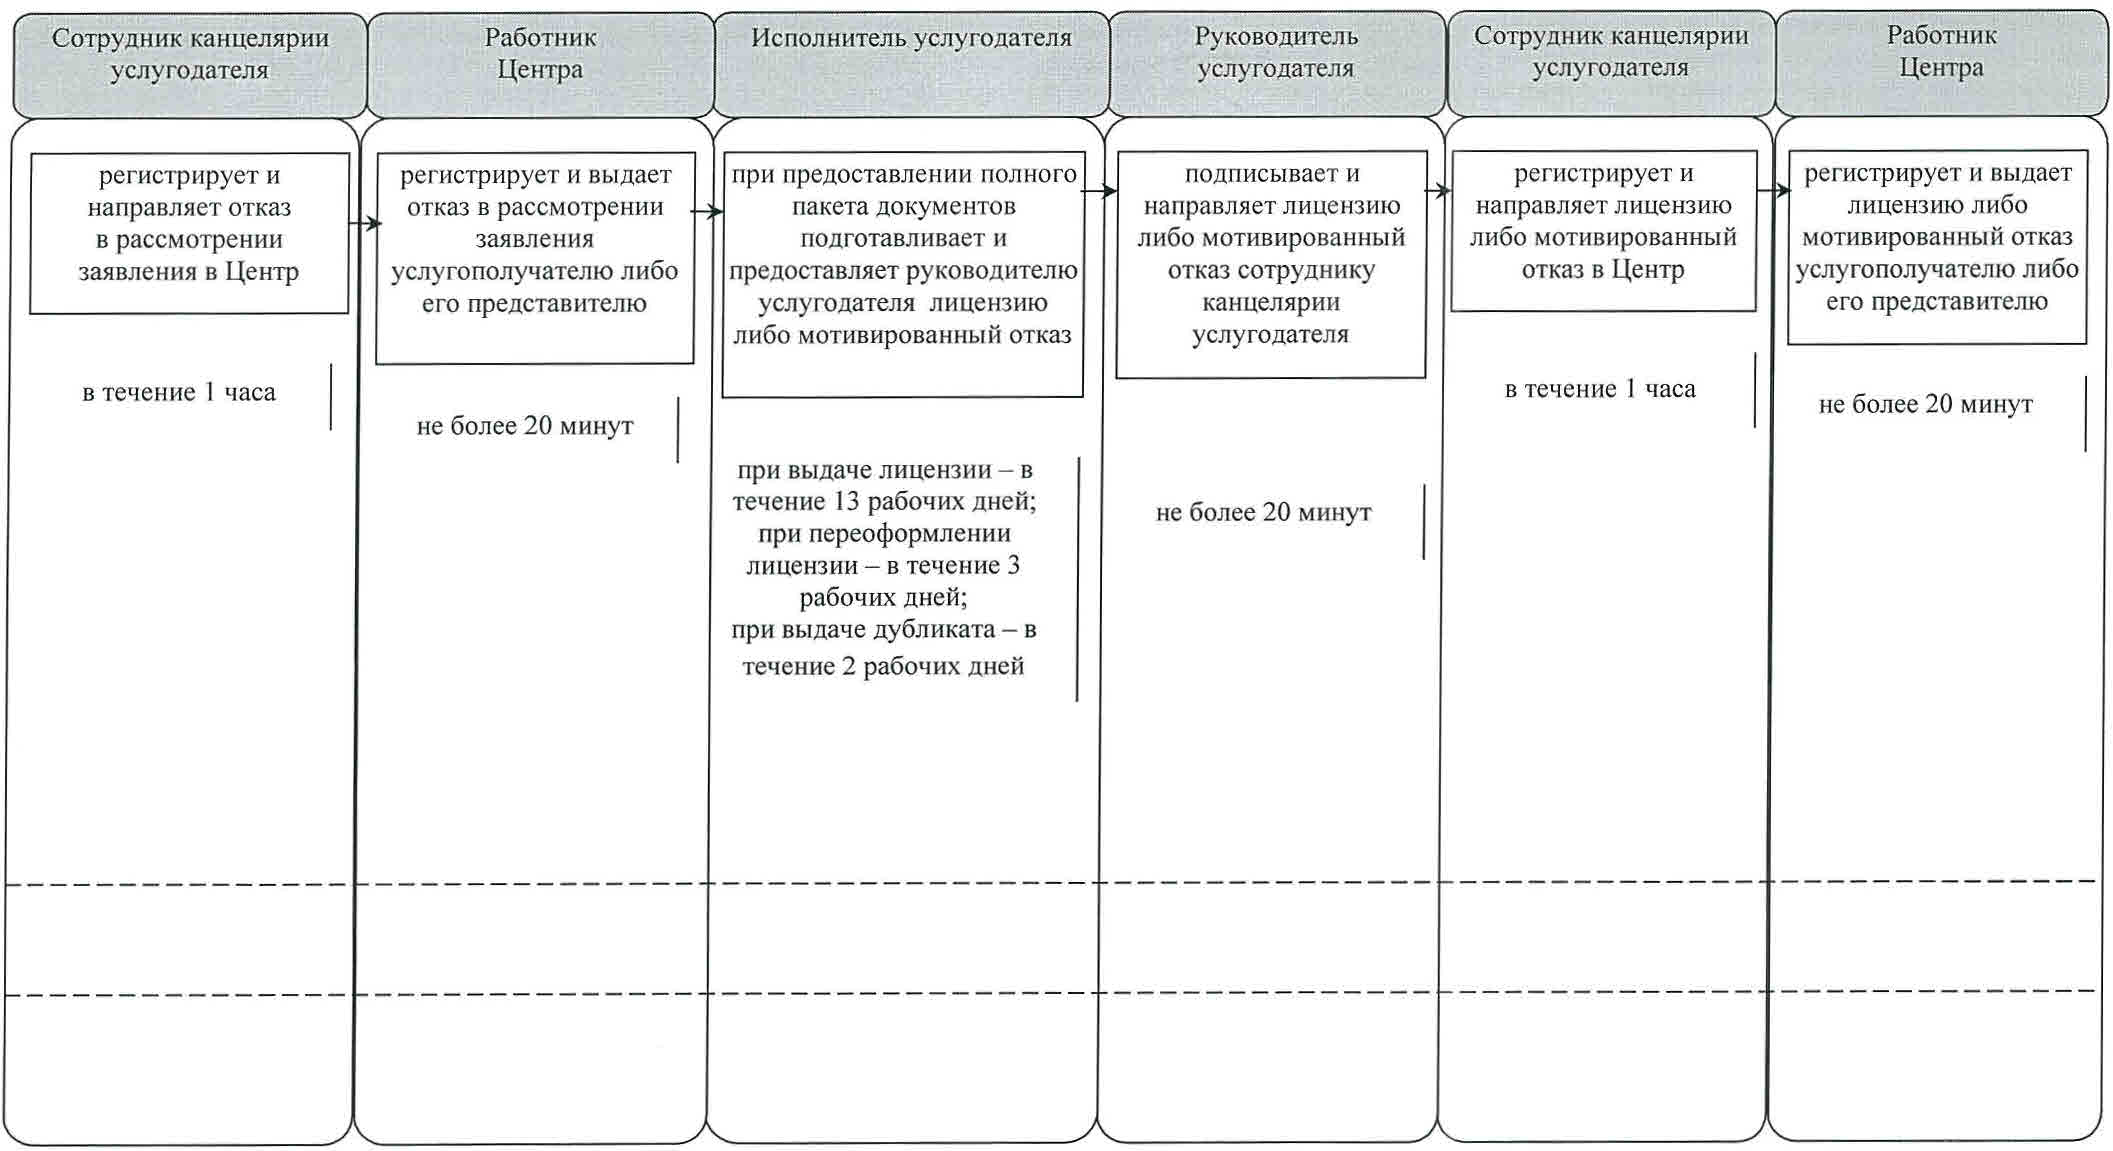 Сотрудник канцелярии
услугодателя
Работник
Центра
Исполнитель услугодателя
Руководитель
услугодателя
Сотрудник канцелярии
услугодателя
Работник
Центра
регистрирует и
направляет отказ
в рассмотрении
заявления в Центр
в течение 1 часа
регистрирует и выдает
отказ в рассмотрении
заявления
услугополучателю либо
его представителю
не более 20 минут
при предоставлении полного
пакета документов
подготавливает и
предоставляет руководителю
услугодателя лицензию
либо мотивированный отказ
при выдаче лицензии – в
течение 13 рабочих дней;
при переоформлении
лицензии – в течение 3
рабочих дней;
при выдаче дубликата – в
течение 2 рабочих дней
подписывает и
направляет лицензию
либо мотивированный
отказ сотруднику
канцелярии
услугодателя
не более 20 минут
регистрирует и
направляет лицензию
либо мотивированный
отказ в Центр
в течение 1 часа
регистрирует и выдает
лицензию либо
мотивированный отказ
услугополучателю либо
его представителю
не более 20 минут